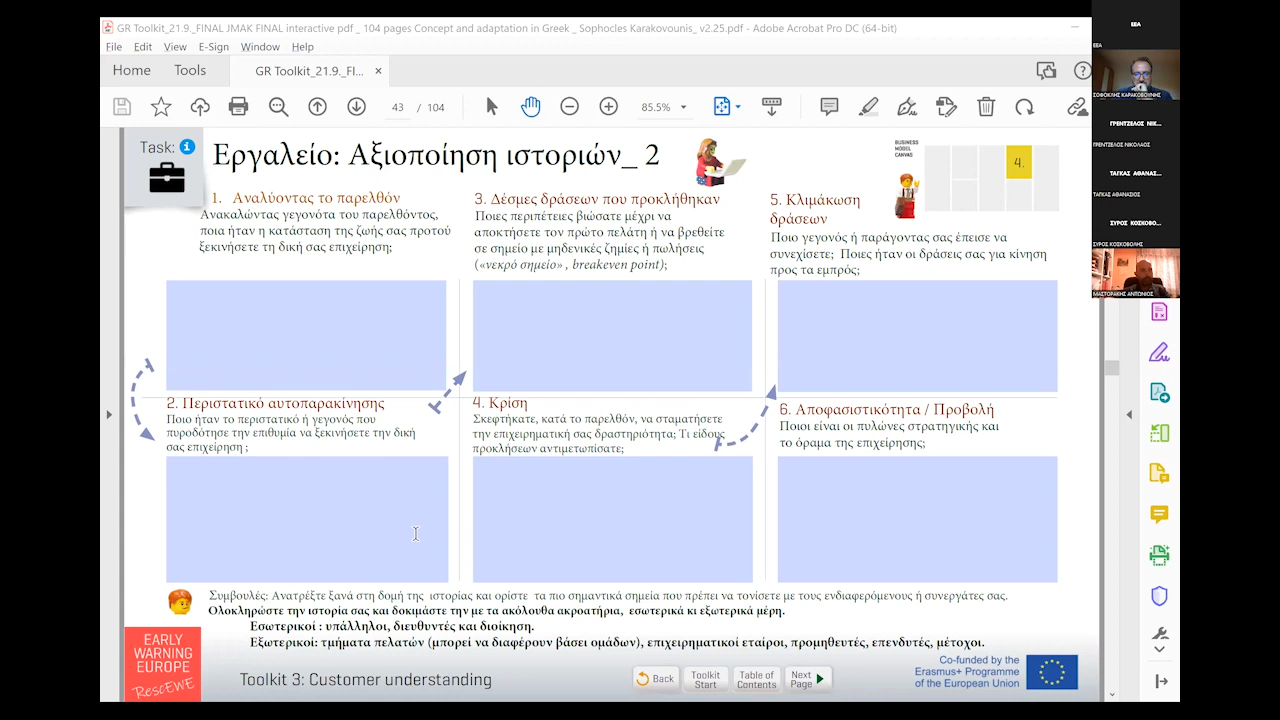 GR Toolkit_21.9._FINAL JMAK FINAL interactive pdf _ 104 pages Concept and adaptation in Greek _ Sophocles Karakovounis_ v2.25.pdf - Adobe Acrobat Pro DC (64-bit)
File Edit View E-Sign Window Help
Home Tools GR Toolkit_21.9._Fl... ×
43 / 104 85.5%
Task:
Εργαλείο: Αξιοποίηση ιστοριών_ 2
BUSINESS
MODEL
CANVAS
4.
1. Αναλύοντας το παρελθόν
Ανακαλώντας γεγονότα του παρελθόντος,
ποια ήταν η κατάσταση της ζωής σας προτού
ξεκινήσετε τη δική σας επιχείρηση;
3. Δέσμες δράσεων που προκλήθηκαν
Ποιες περιπέτειες βιώσατε μέχρι να
αποκτήσετε τον πρώτο πελάτη ή να βρεθείτε
σε σημείο με μηδενικές ζημίες ή πωλήσεις
(«νεκρό σημείο» , breakeven point);
5. Κλιμάκωση
δράσεων
Ποιο γεγονός ή παράγοντας σας έπεισε να
συνεχίσετε; Ποιες ήταν οι δράσεις σας για κίνηση
προς τα εμπρός;
2. Περιστατικό αυτοπαρακίνησης
Ποιο ήταν το περιστατικό ή γεγονός που
πυροδότησε την επιθυμία να ξεκινήσετε την δική
σας επιχείρηση ;
4. Κρίση
Σκεφτήκατε, κατά το παρελθόν, να σταματήσετε
την επιχειρηματική σας δραστηριότητα; Τι είδους
προκλήσεων αντιμετωπίσατε;
6. Αποφασιστικότητα / Προβολή
Ποιοι είναι οι πυλώνες στρατηγικής και
το όραμα της επιχείρησης;
Συμβουλές: Ανατρέξτε ξανά στη δομή της ιστορίας και ορίστε τα πιο σημαντικά σημεία που πρέπει να τονίσετε με τους ενδιαφερόμενους ή συνεργάτες σας.
Ολοκληρώστε την ιστορία σας και δοκιμάστε την με τα ακόλουθα ακροατήρια, εσωτερικά κι εξωτερικά μέρη.
Εσωτερικοί : υπάλληλοι, διευθυντές και διοίκηση.
Εξωτερικοί: τμήματα πελατών (μπορεί να διαφέρουν βάσει ομάδων), επιχειρηματικοί εταίροι, προμηθευτές, επενδυτές, μέτοχοι.
EARLY
WARNING
EUROPE
RescEWE
Toolkit 3: Customer understanding
Back
Toolkit
Start
Table of
Contents
Next
Page
Co-funded by the
Erasmus+ Programme
of the European Union
EEA
EEA
ΣΟΦΟΚΛΗΣ ΚΑΡΑΚΟΒΟΥΝΗΣ
ΓΡΕΝΤΖΕΛΟΣ ΝΙΚ...
ΓΡΕΝΤΖΕΛΟΣ ΝΙΚΟΛΑΟΣ
ΤΑΓΚΑΣ ΑΘΑΝΑΣ...
ΤΑΓΚΑΣ ΑΘΑΝΑΣΙΟΣ
ΣΥΡΟΣ ΚΟΣΚΟΒΟ...
ΣΥΡΟΣ ΚΟΣΚΟΒΟΛΗΣ
ΜΑΣΤΟΡΑΚΗΣ ΑΝΤΩΝΙΟΣ